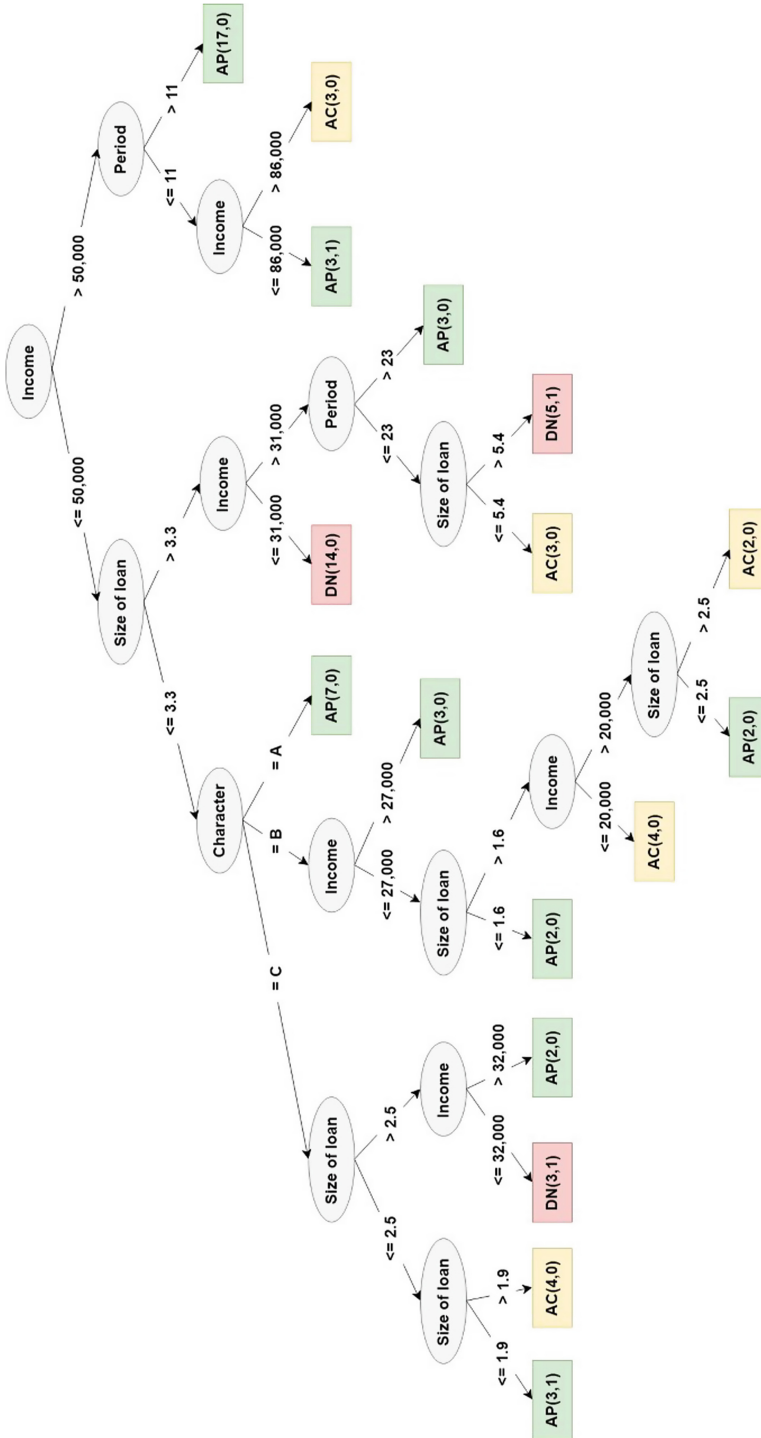 Income
<= 50,000
> 50,000
Size of loan
Period
<= 3.3
> 3.3
<= 11
> 11
Character
Income
Income
AP(17,0)
= C
= B
= A
<= 31,000
> 31,000
<= 86,000
> 86,000
Size of loan
Income
AP(7,0)
DN(14,0)
Period
AP(3,1)
AC(3,0)
<= 2.5
> 2.5
<= 27,000
> 27,000
<= 23
> 23
Size of loan
Income
Size of loan
AP(3,0)
Size of loan
AP(3,0)
<= 1.9
> 1.9
<= 32,000
> 32,000
<= 1.6
> 1.6
<= 5.4
> 5.4
AP(3,1)
AC(4,0)
DN(3,1)
AP(2,0)
AP(2,0)
Income
AC(3,0)
DN(5,1)
<= 20,000
> 20,000
AC(4,0)
Size of loan
<= 2.5
> 2.5
AP(2,0)
AC(2,0)